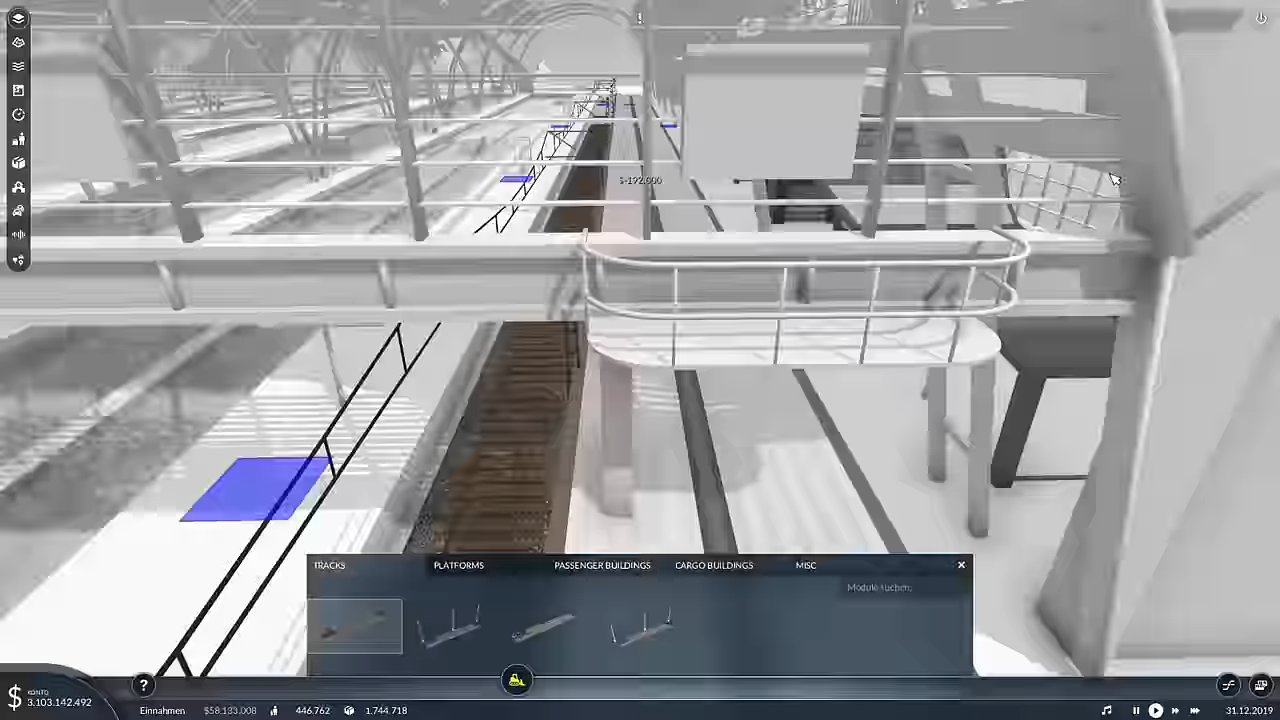 $-192,000
TRACKS
PLATFORMS
PASSENGER BUILDINGS
CARGO BUILDINGS
MISC
Module suchen.
?
$
KONTO
3.103.142.492
Einnahmen
$58.133.008
446.762
1.744.718
31.12.2019